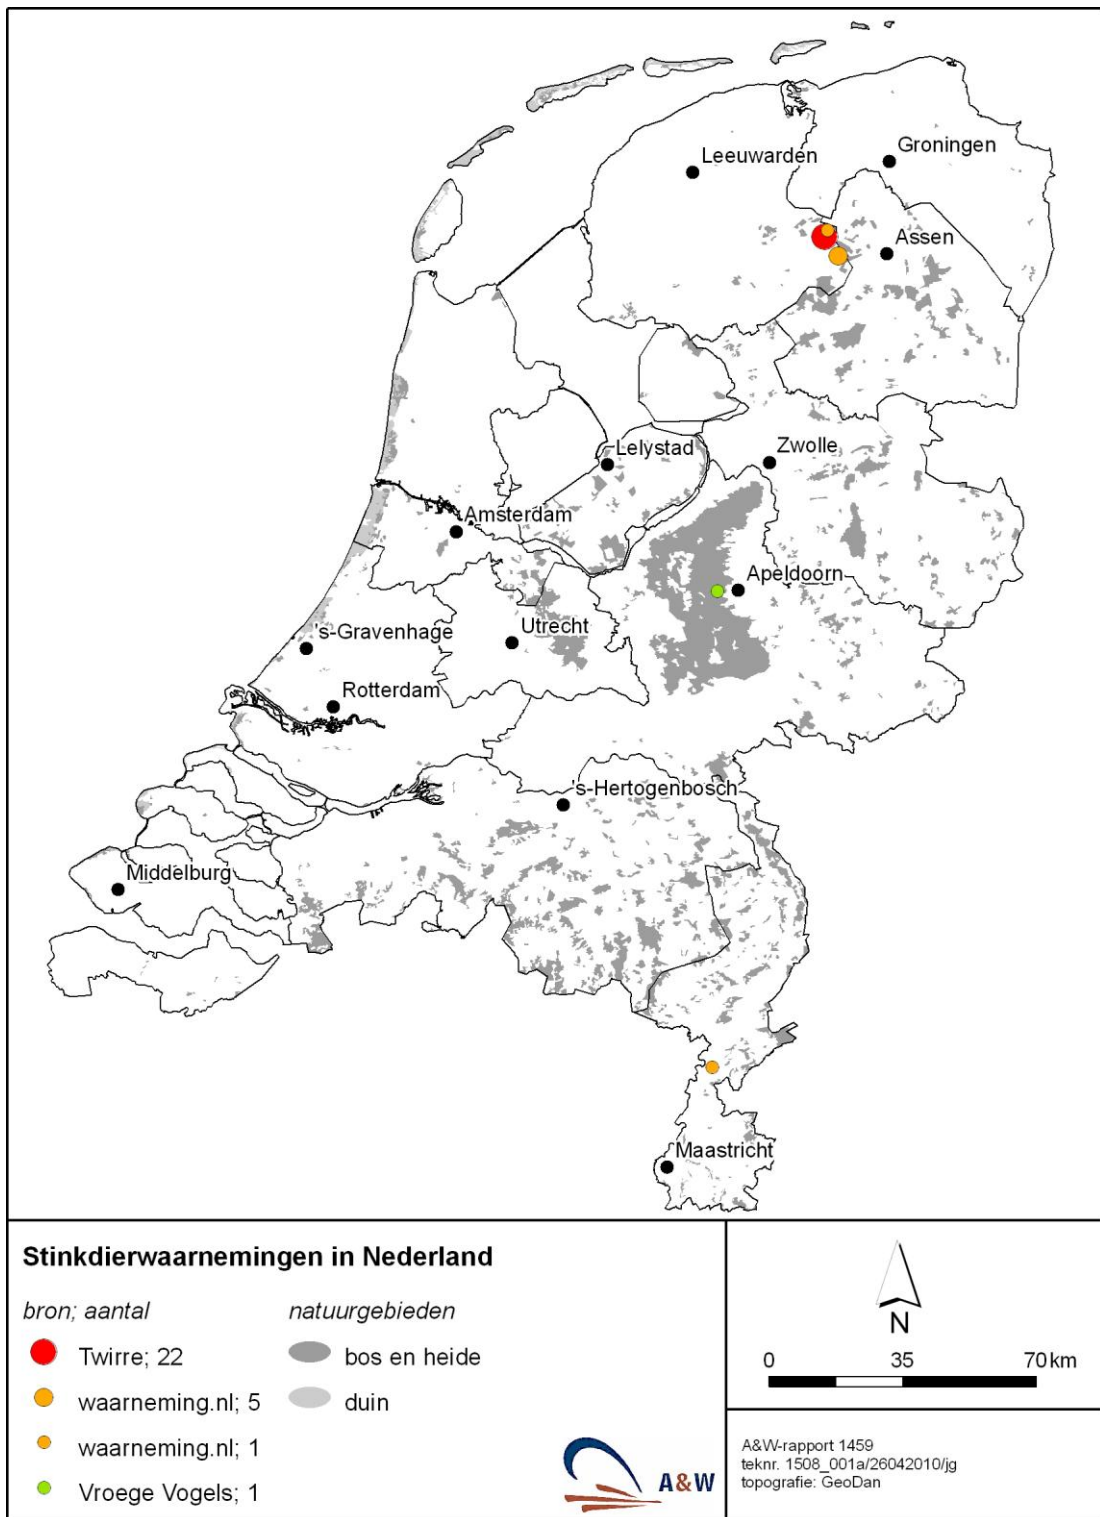 Leeuwarden
Groningen
Assen
Lelystad
Zwolle
Amsterdam
Apeldoorn
's-Gravenhage
Utrecht
Rotterdam
's-Hertogenbosch
Middelburg
Maastricht
Stinkdierwaarnemingen in Nederland
bron; aantal
Twirre; 22
waarneming.nl; 5
waarneming.nl; 1
Vroege Vogels; 1
natuurgebieden
bos en heide
duin
A&W
N
0 35 70 km
A&W-rapport 1459
teknr. 1508_001a/26042010/jg
topografie: GeoDan